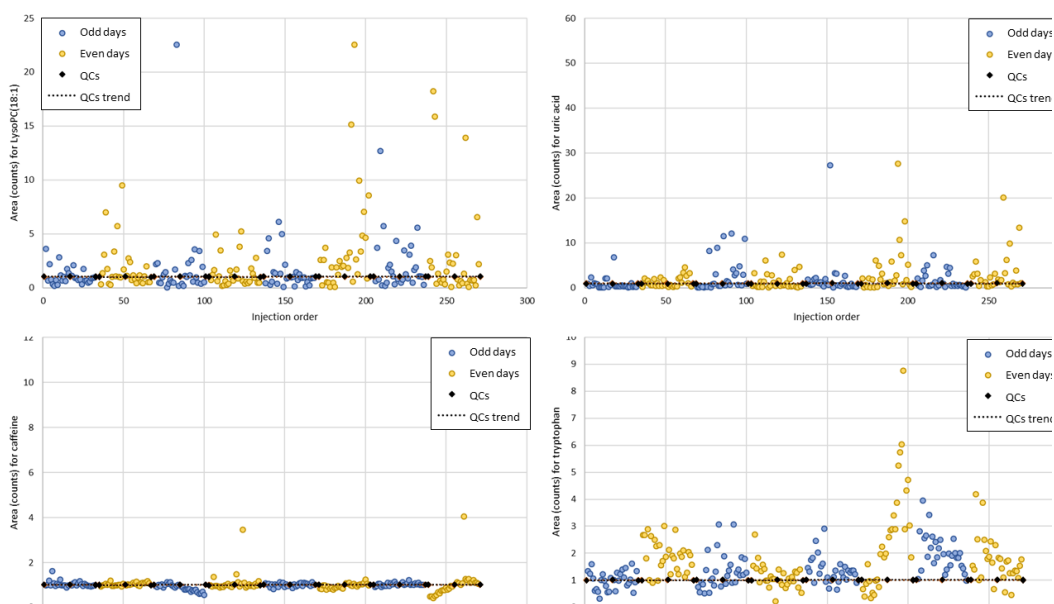 25
20
15
10
5
0
Area (counts) for LysoPC(18:1)
Odd days
Even days
QCs
QCs trend
0
50
100
150
200
250
300
Injection order
60
50
40
30
20
10
0
Area (counts) for uric acid
Odd days
Even days
QCs
QCs trend
0
50
100
150
200
250
Injection order
12
10
8
6
4
2
Area (counts) for caffeine
Odd days
Even days
QCs
QCs trend
10
9
8
7
6
5
4
3
2
1
Area (counts) for tryptophan
Odd days
Even days
QCs
QCs trend